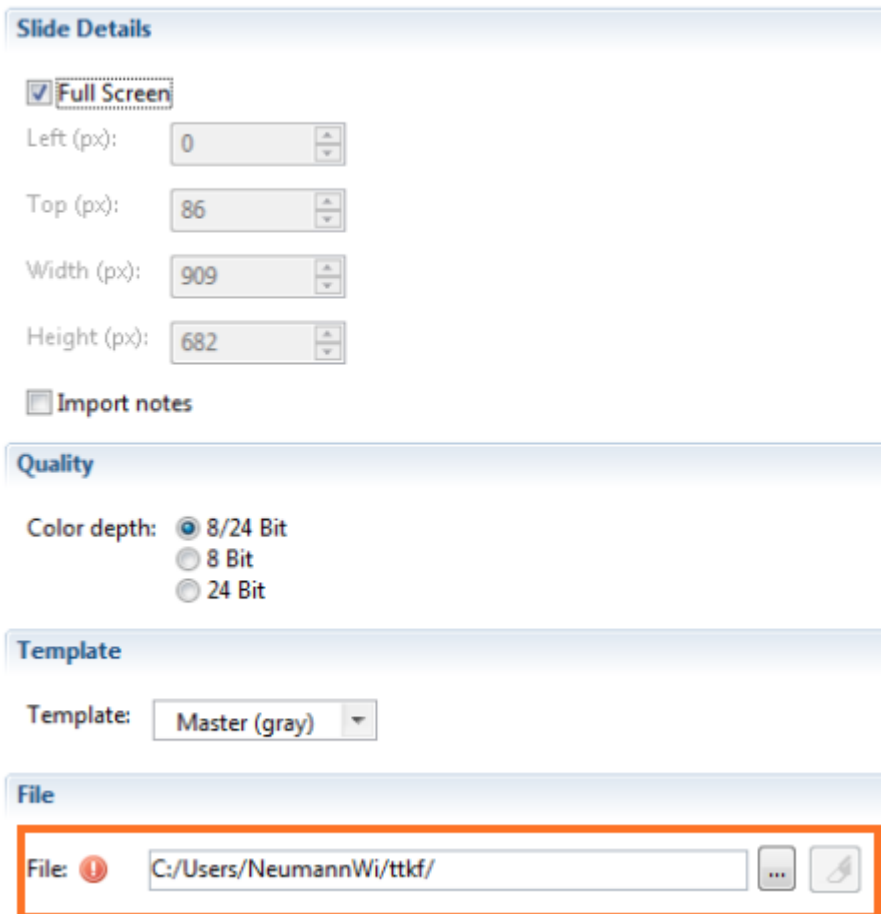 Slide Details
Full Screen
Left (px): 0
Top (px): 86
Width (px): 909
Height (px): 682
Import notes
Quality
Color depth: 8/24 Bit
8 Bit
24 Bit
Template
Template: Master (gray)
File
File: C:/Users/NeumannWi/ttkf/ ...